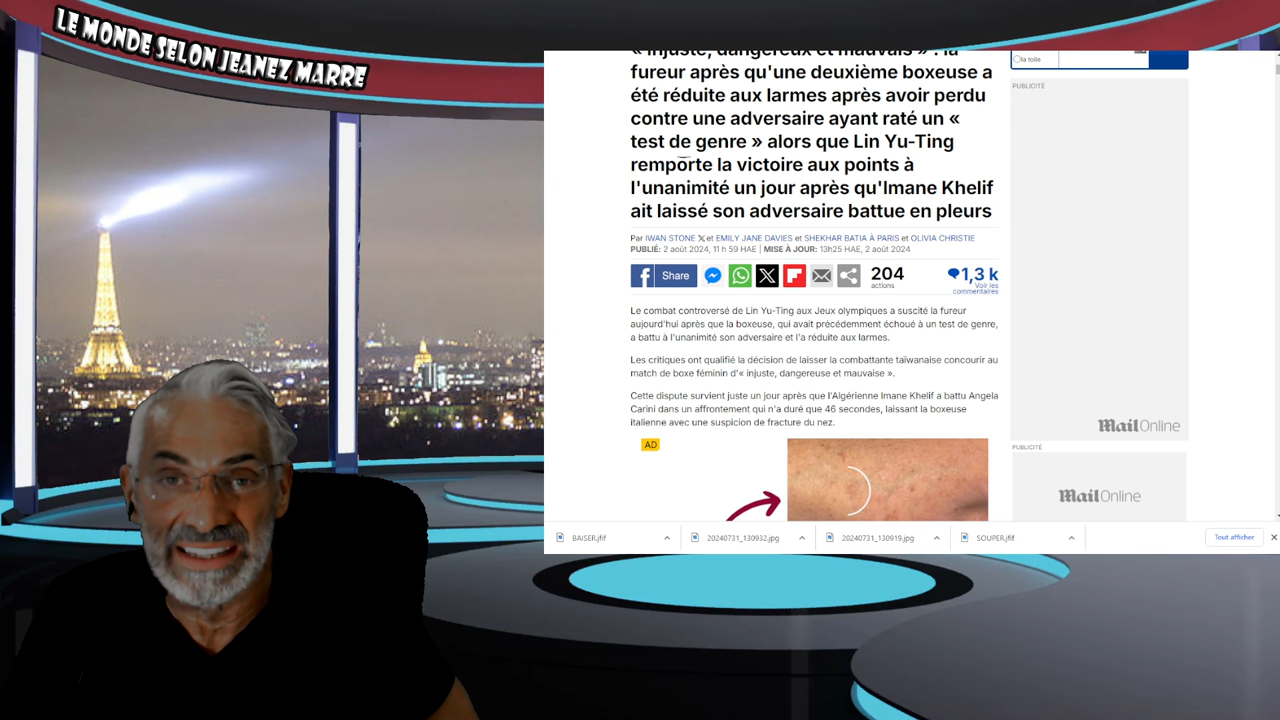 LE MONDE SELON JEANEZ MARRE
« injuste, dangereux et mauvais » : la
fureur après qu'une deuxième boxeuse a
été réduite aux larmes après avoir perdu
contre une adversaire ayant raté un «
test de genre » alors que Lin Yu-Ting
remporte la victoire aux points à
l'unanimité un jour après qu'Imane Khelif
ait laissé son adversaire battue en pleurs
Par IWAN STONE X et EMILY JANE DAVIES et SHEKHAR BATIA À PARIS et OLIVIA CHRISTIE
PUBLIÉ: 2 août 2024, 11 h 59 HAE | MISE À JOUR: 13h25 HAE, 2 août 2024
Share
204
actions
1,3 k
Voir les
commentaires
Le combat controversé de Lin Yu-Ting aux Jeux olympiques a suscité la fureur
aujourd'hui après que la boxeuse, qui avait précédemment échoué à un test de genre,
a battu à l'unanimité son adversaire et l'a réduite aux larmes.
Les critiques ont qualifié la décision de laisser la combattante taïwanaise concourir au
match de boxe féminin d'« injuste, dangereuse et mauvaise ».
Cette dispute survient juste un jour après que l'Algérienne Imane Khelif a battu Angela
Carini dans un affrontement qui n'a duré que 46 secondes, laissant la boxeuse
italienne avec une suspicion de fracture du nez.
AD
la toile
PUBLICITÉ
MailOnline
PUBLICITÉ
MailOnline
BAISER.jfif
20240731_130932.jpg
20240731_130919.jpg
SOUPER.jfif
Tout afficher